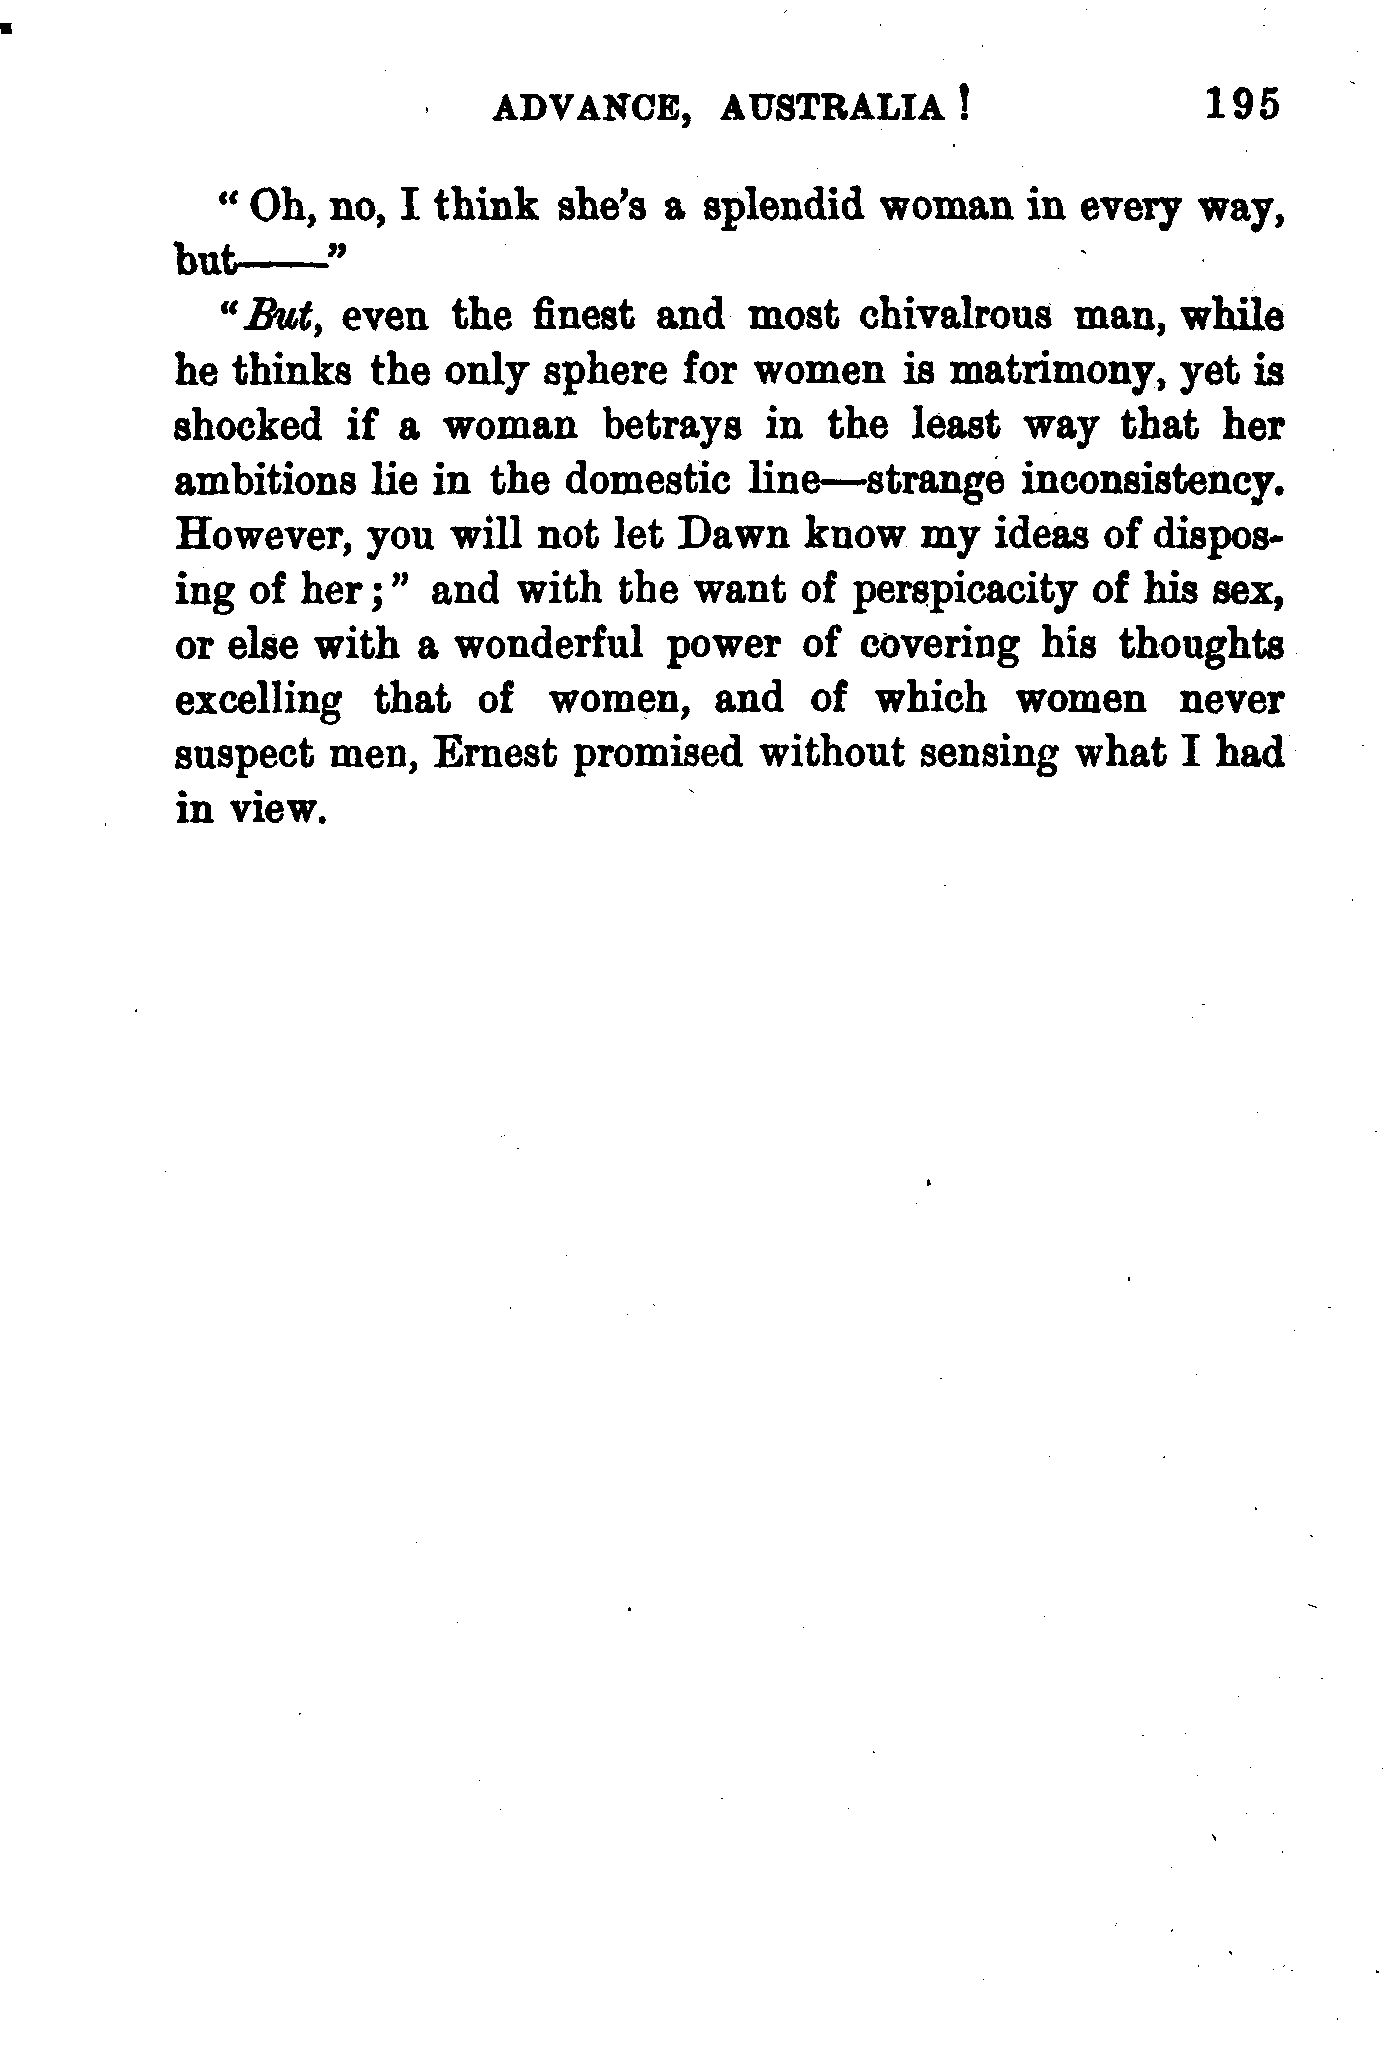 ADVANCE, AUSTRALIA! 195
"Oh, no, I think she's a splendid woman in every way,
but——"
"But, even the finest and most chivalrous man, while
he thinks the only sphere for women is matrimony, yet is
shocked if a woman betrays in the least way that her
ambitions lie in the domestic line—strange inconsistency.
However, you will not let Dawn know my ideas of dispos-
ing of her;" and with the want of perspicacity of his sex,
or else with a wonderful power of covering his thoughts
excelling that of women, and of which women never
suspect men, Ernest promised without sensing what I had
in view.